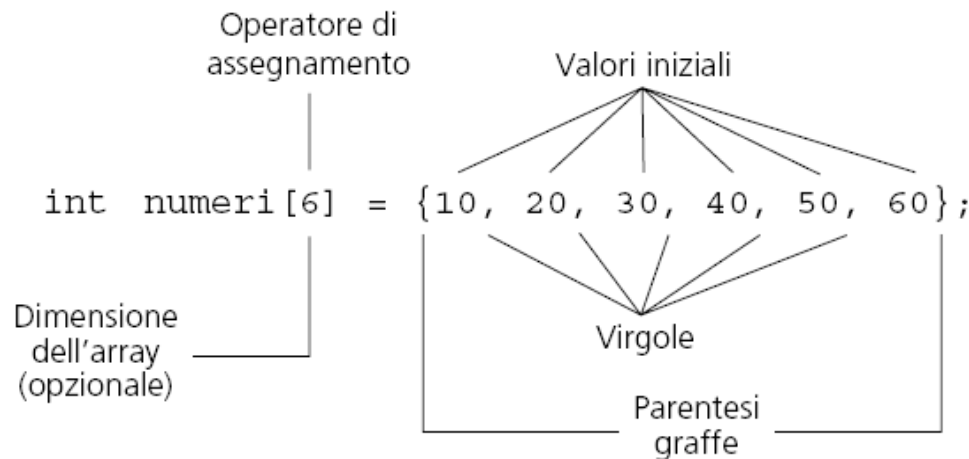 Operatore di
assegnamento
Valori iniziali
int numeri[6] = {10, 20, 30, 40, 50, 60};
Dimensione
dell'array
(opzionale)
Virgole
Parentesi
graffe